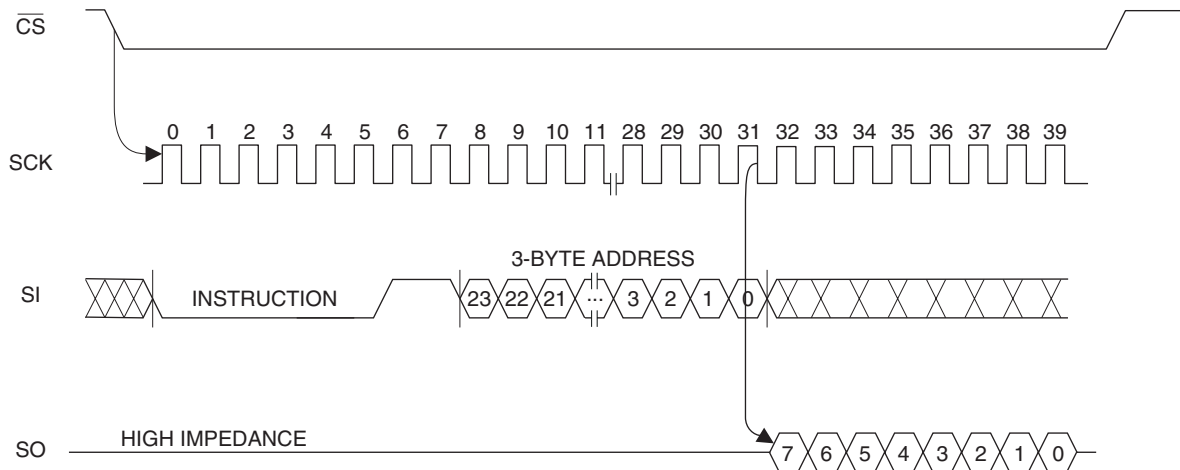 C̅S̅
0 1 2 3 4 5 6 7 8 9 10 11 28 29 30 31 32 33 34 35 36 37 38 39
SCK
3-BYTE ADDRESS
SI INSTRUCTION 23 22 21 ... 3 2 1 0
HIGH IMPEDANCE
SO 7 6 5 4 3 2 1 0